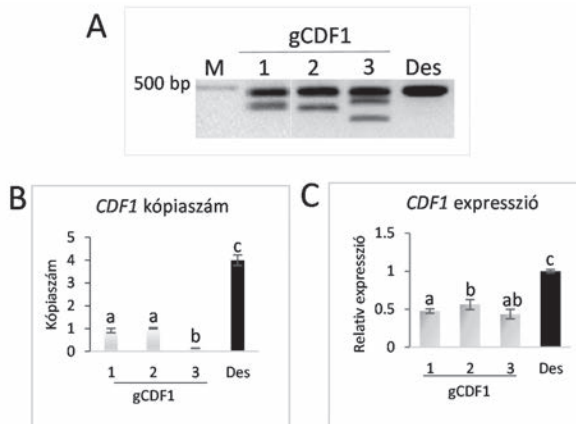 A
gCDF1
M 1 2 3 Des
500 bp
B
CDF1 kópiaszám
Kópiaszám
5
4
3
2
1
0
a a b c
1 2 3 Des
gCDF1
C
CDF1 expresszió
Relatív expresszió
1.5
1
0.5
0
a b ab c
1 2 3 Des
gCDF1